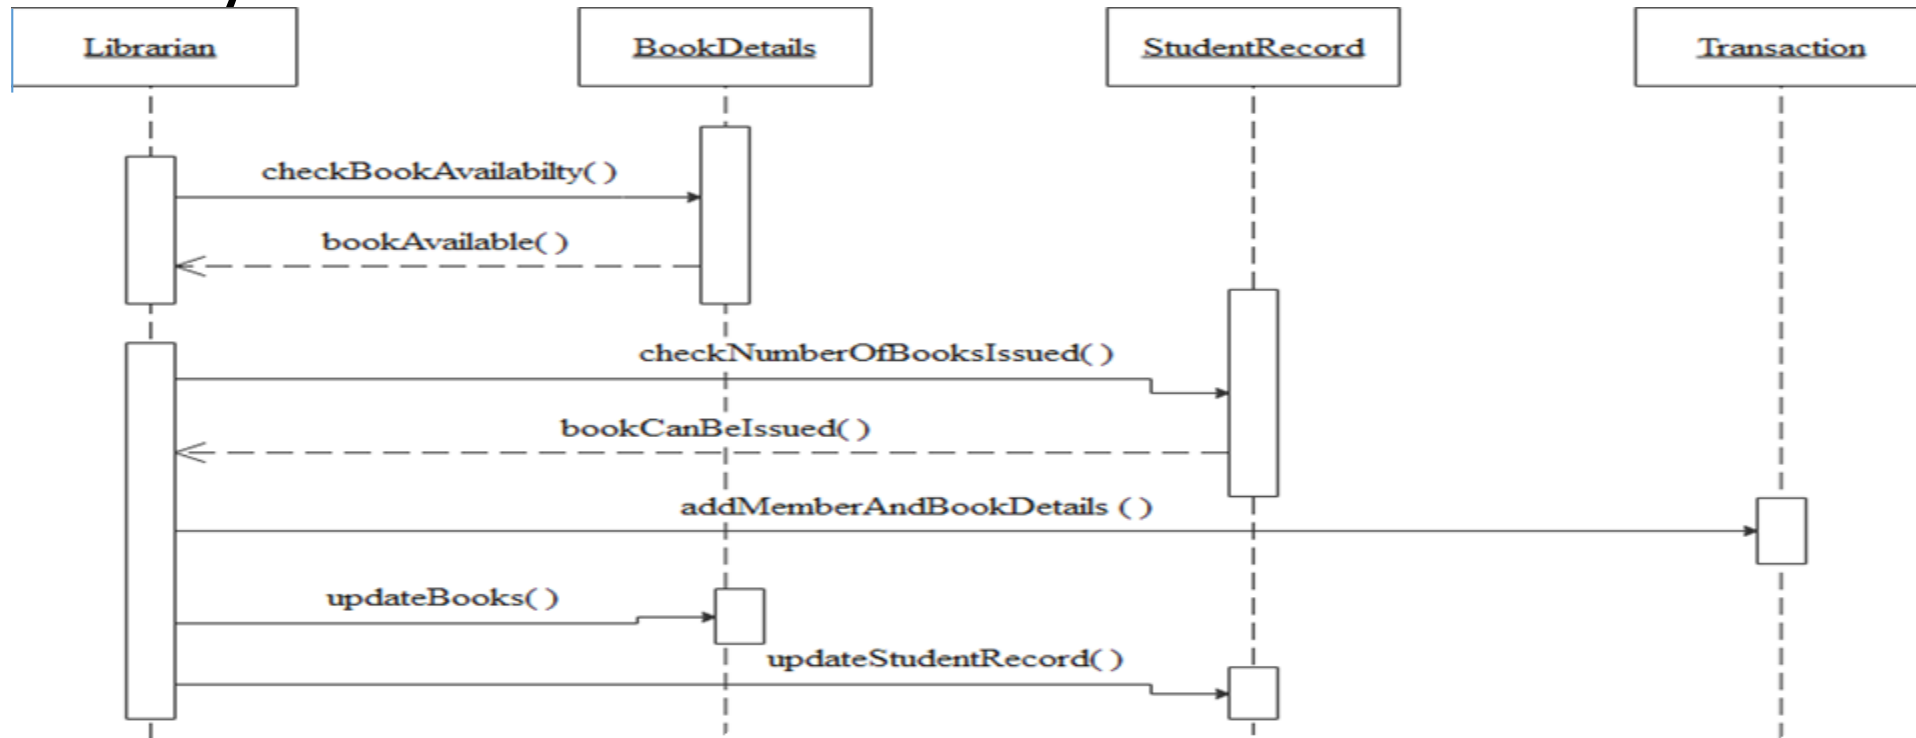 Librarian
BookDetails
StudentRecord
Transaction
checkBookAvailabilty( )
bookAvailable( )
checkNumberOfBooksIssued( )
bookCanBeIssued( )
addMemberAndBookDetails ( )
updateBooks( )
updateStudentRecord( )